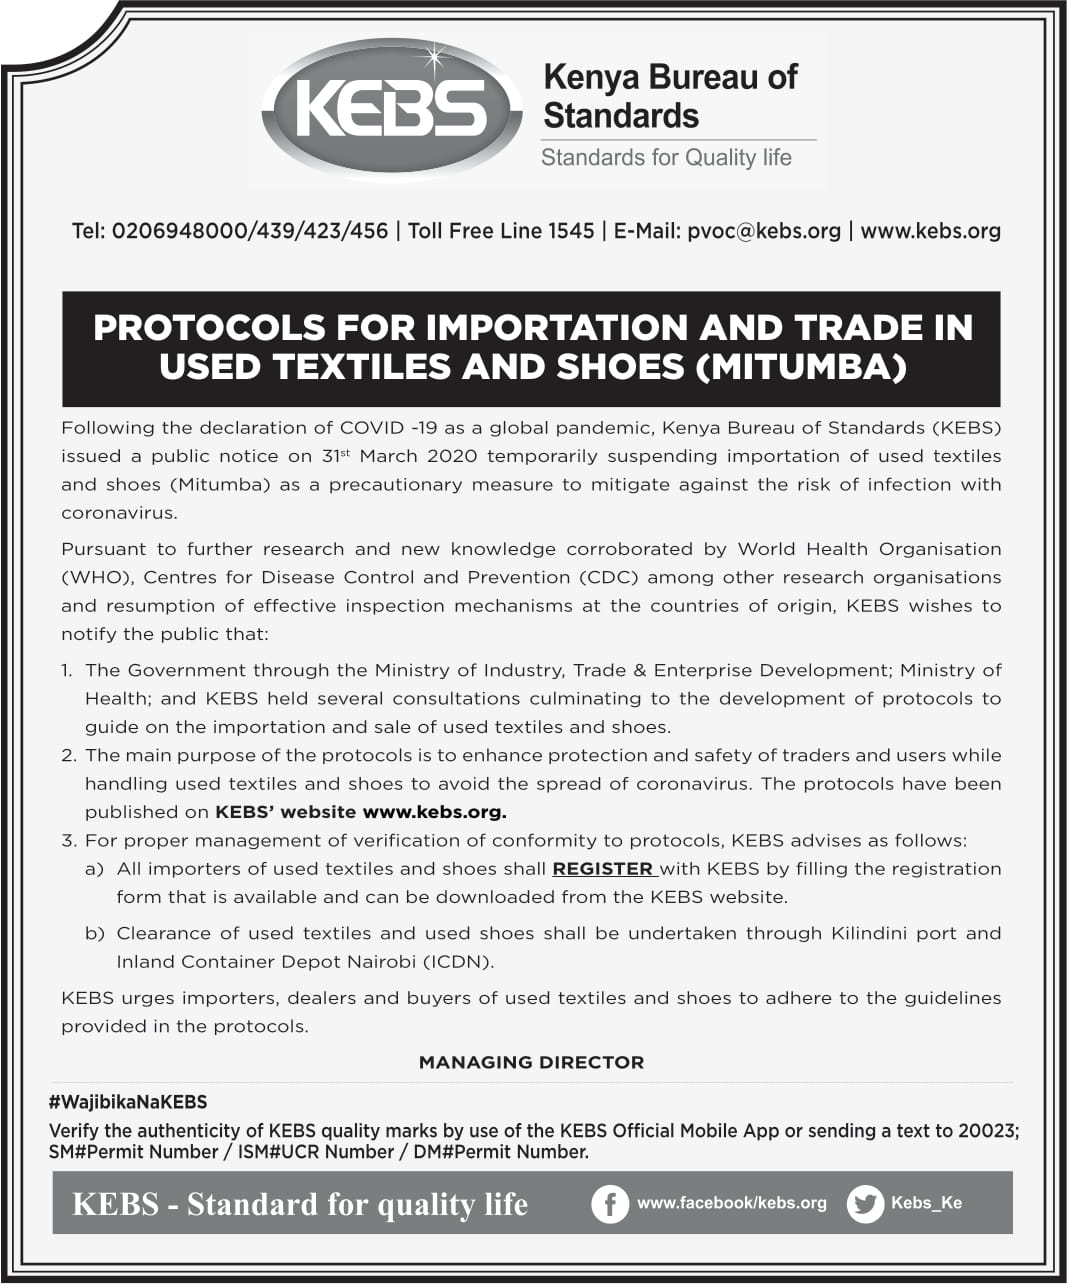 KEBS
Kenya Bureau of
Standards
Standards for Quality life
Tel: 0206948000/439/423/456 | Toll Free Line 1545 | E-Mail: pvoc@kebs.org | www.kebs.org
PROTOCOLS FOR IMPORTATION AND TRADE IN
USED TEXTILES AND SHOES (MITUMBA)
Following the declaration of COVID -19 as a global pandemic, Kenya Bureau of Standards (KEBS)
issued a public notice on 31st March 2020 temporarily suspending importation of used textiles
and shoes (Mitumba) as a precautionary measure to mitigate against the risk of infection with
coronavirus.
Pursuant to further research and new knowledge corroborated by World Health Organisation
(WHO), Centres for Disease Control and Prevention (CDC) among other research organisations
and resumption of effective inspection mechanisms at the countries of origin, KEBS wishes to
notify the public that:
1. The Government through the Ministry of Industry, Trade & Enterprise Development; Ministry of
Health; and KEBS held several consultations culminating to the development of protocols to
guide on the importation and sale of used textiles and shoes.
2. The main purpose of the protocols is to enhance protection and safety of traders and users while
handling used textiles and shoes to avoid the spread of coronavirus. The protocols have been
published on KEBS' website www.kebs.org.
3. For proper management of verification of conformity to protocols, KEBS advises as follows:
a) All importers of used textiles and shoes shall REGISTER with KEBS by filling the registration
form that is available and can be downloaded from the KEBS website.
b) Clearance of used textiles and used shoes shall be undertaken through Kilindini port and
Inland Container Depot Nairobi (ICDN).
KEBS urges importers, dealers and buyers of used textiles and shoes to adhere to the guidelines
provided in the protocols.
MANAGING DIRECTOR
#WajibikaNaKEBS
Verify the authenticity of KEBS quality marks by use of the KEBS Official Mobile App or sending a text to 20023;
SM#Permit Number / ISM#UCR Number / DM#Permit Number.
KEBS - Standard for quality life
www.facebook/kebs.org
Kebs_Ke